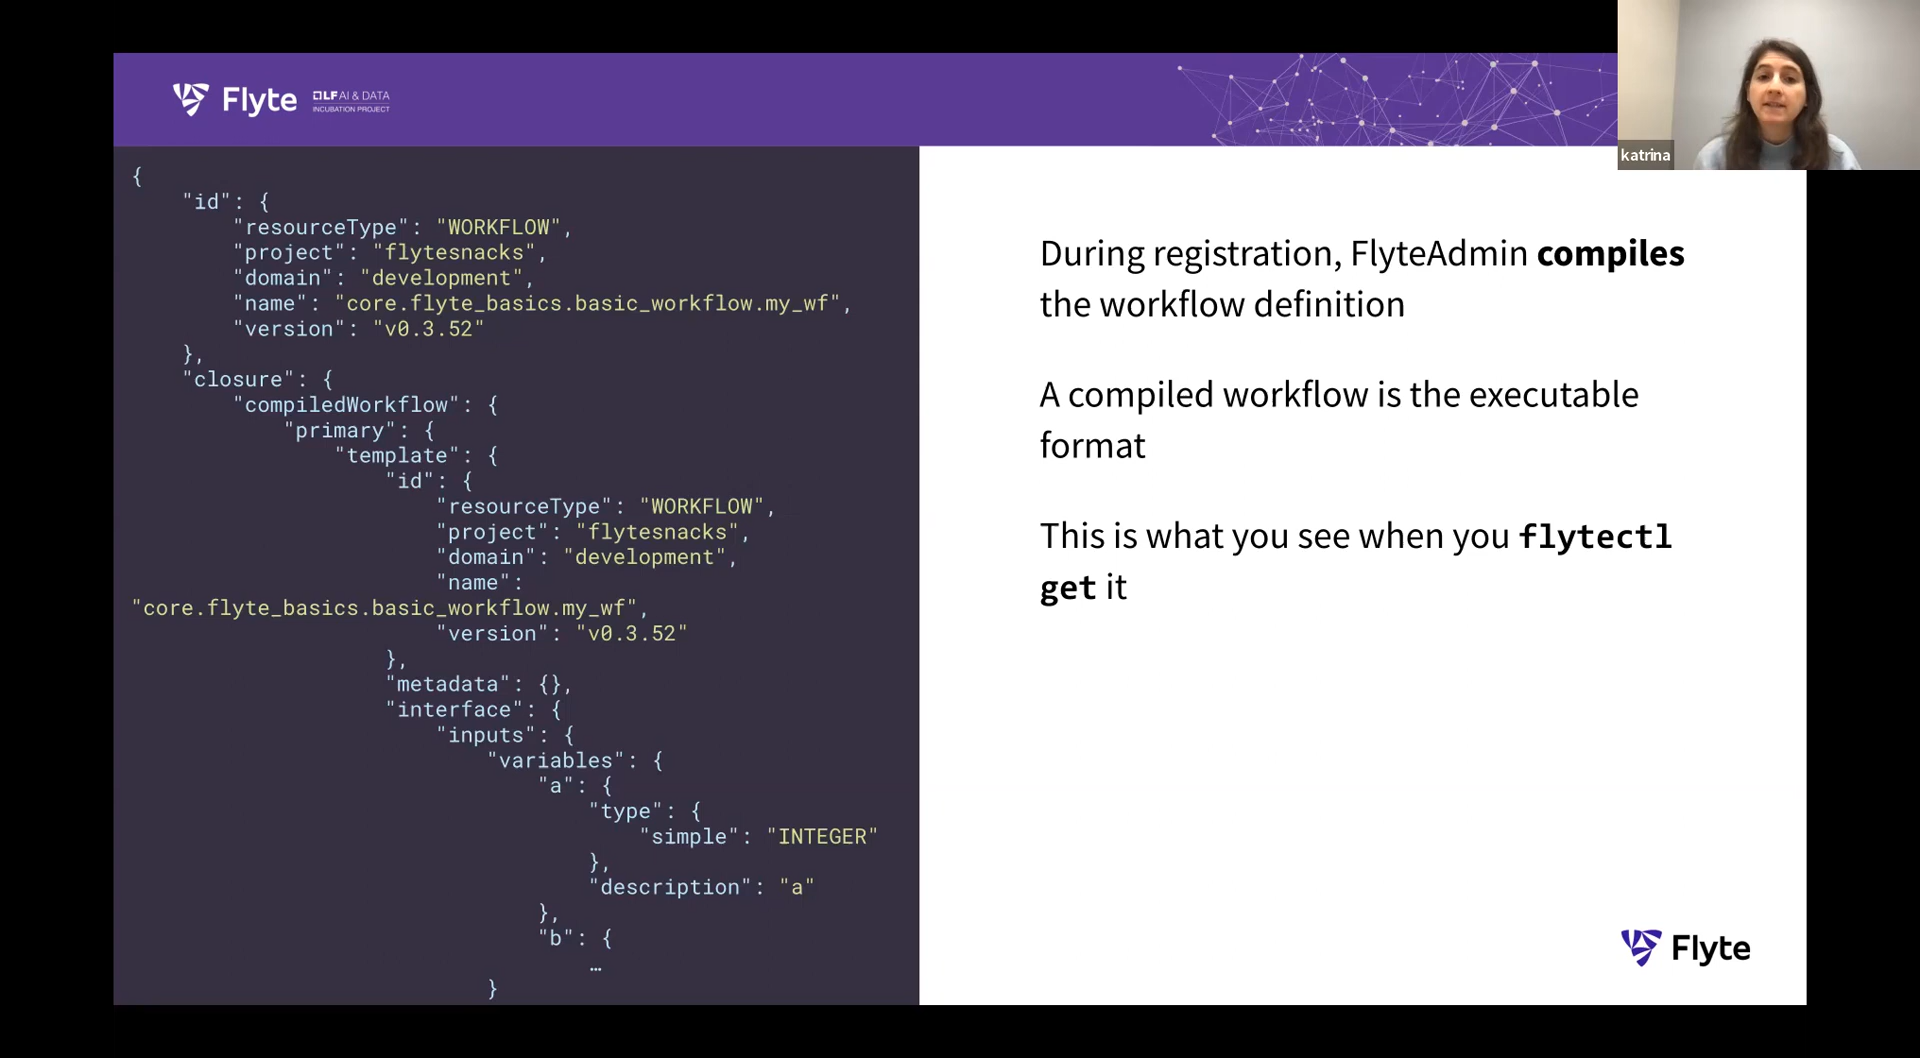 Flyte
LF AI & DATA
INCUBATION PROJECT
katrina
{
"id": {
"resourceType": "WORKFLOW",
"project": "flytesnacks",
"domain": "development",
"name": "core.flyte_basics.basic_workflow.my_wf",
"version": "v0.3.52"
},
"closure": {
"compiledWorkflow": {
"primary": {
"template": {
"id": {
"resourceType": "WORKFLOW",
"project": "flytesnacks",
"domain": "development",
"name":
"core.flyte_basics.basic_workflow.my_wf",
"version": "v0.3.52"
},
"metadata": {},
"interface": {
"inputs": {
"variables": {
"a": {
"type": {
"simple": "INTEGER"
},
"description": "a"
},
"b": {
…
}
During registration, FlyteAdmin compiles
the workflow definition
A compiled workflow is the executable
format
This is what you see when you flytectl
get it
Flyte